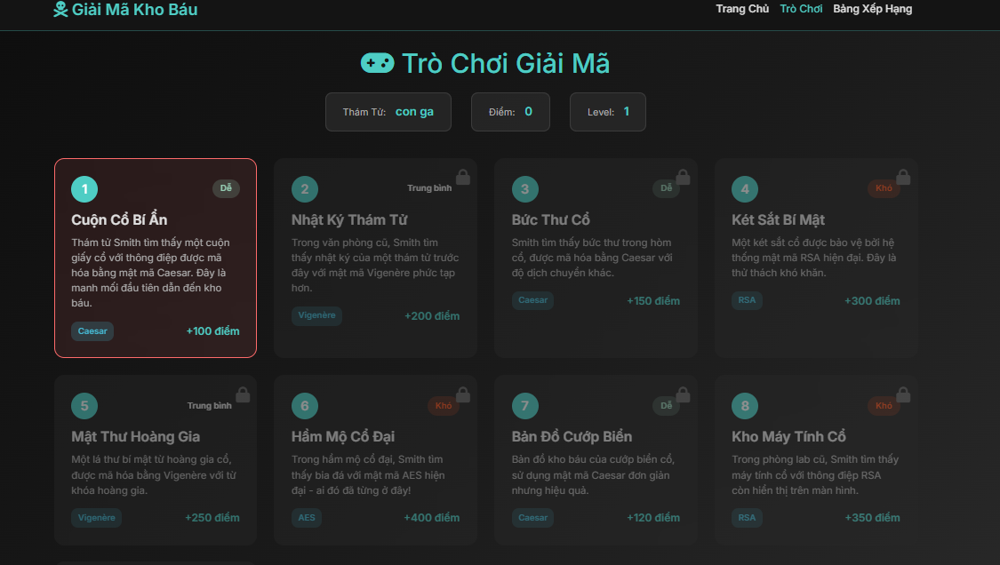 Giải Mã Kho Báu
Trang Chủ Trò Chơi Bảng Xếp Hạng
Trò Chơi Giải Mã
Thám Tử: con ga
Điểm: 0
Level: 1
1
Dễ
Cuộn Cổ Bí Ẩn
Thám tử Smith tìm thấy một cuộn
giấy cổ với thông điệp được mã
hóa bằng mật mã Caesar. Đây là
manh mối đầu tiên dẫn đến kho
báu.
Caesar
+100 điểm
2
Trung bình
Nhật Ký Thám Tử
Trong văn phòng cũ, Smith tìm
thấy nhật ký của một thám tử trước
đây với mật mã Vigenère phức tạp
hơn.
Vigenère
+200 điểm
3
Dễ
Bức Thư Cổ
Smith tìm thấy bức thư trong hòm
cổ, được mã hóa bằng Caesar với
độ dịch chuyển khác.
Caesar
+150 điểm
4
Khó
Két Sắt Bí Mật
Một két sắt cổ được bảo vệ bởi hệ
thống mật mã RSA hiện đại. Đây là
thử thách khó khăn.
RSA
+300 điểm
5
Trung bình
Mật Thư Hoàng Gia
Một lá thư bí mật từ hoàng gia cổ,
được mã hóa bằng Vigenère với từ
khóa hoàng gia.
Vigenère
+250 điểm
6
Khó
Hầm Mộ Cổ Đại
Trong hầm mộ cổ đại, Smith tìm
thấy bia đá với mật mã AES hiện
đại - ai đó đã từng ở đây!
AES
+400 điểm
7
Dễ
Bản Đồ Cướp Biển
Bản đồ kho báu của cướp biển cổ,
sử dụng mật mã Caesar đơn giản
nhưng hiệu quả.
Caesar
+120 điểm
8
Khó
Kho Máy Tính Cổ
Trong phòng lab cũ, Smith tìm thấy
máy tính cổ với thông điệp RSA
còn hiển thị trên màn hình.
RSA
+350 điểm